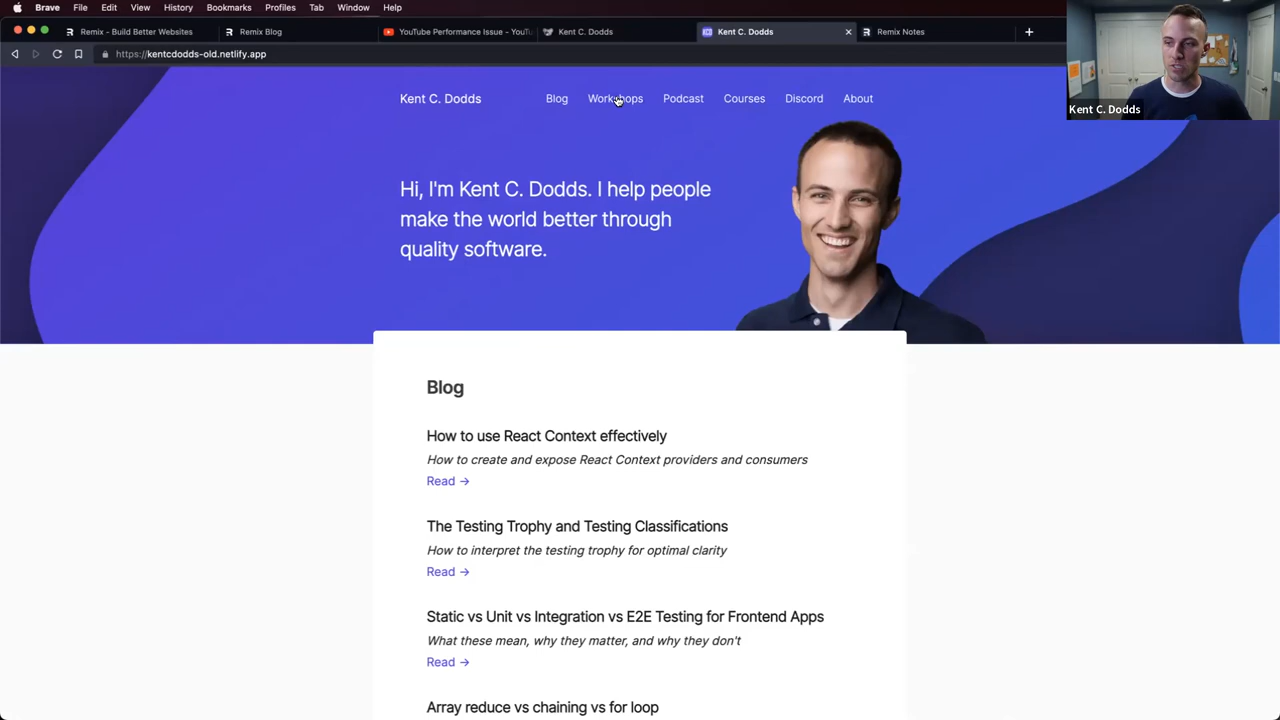 Brave File Edit View History Bookmarks Profiles Tab Window Help
Remix - Build Better Websites
Remix Blog
YouTube Performance Issue - YouTu
Kent C. Dodds
Kent C. Dodds
Remix Notes
https://kentcdodds-old.netlify.app
Kent C. Dodds
Kent C. Dodds
Blog Workshops Podcast Courses Discord About
Hi, I'm Kent C. Dodds. I help people
make the world better through
quality software.
Blog
How to use React Context effectively
How to create and expose React Context providers and consumers
Read →
The Testing Trophy and Testing Classifications
How to interpret the testing trophy for optimal clarity
Read →
Static vs Unit vs Integration vs E2E Testing for Frontend Apps
What these mean, why they matter, and why they don't
Read →
Array reduce vs chaining vs for loop